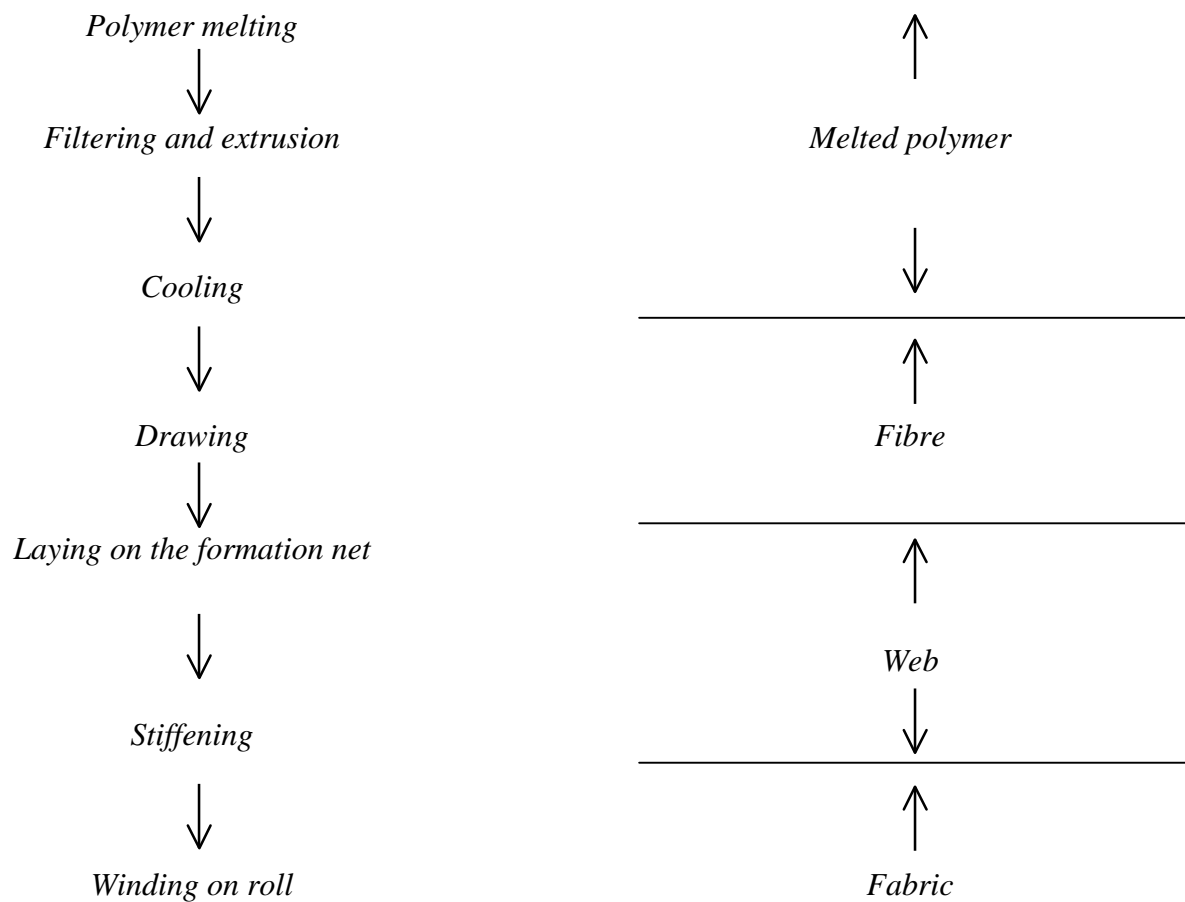 Polymer melting
Filtering and extrusion
Melted polymer
Cooling
Drawing
Fibre
Laying on the formation net
Web
Stiffening
Winding on roll
Fabric